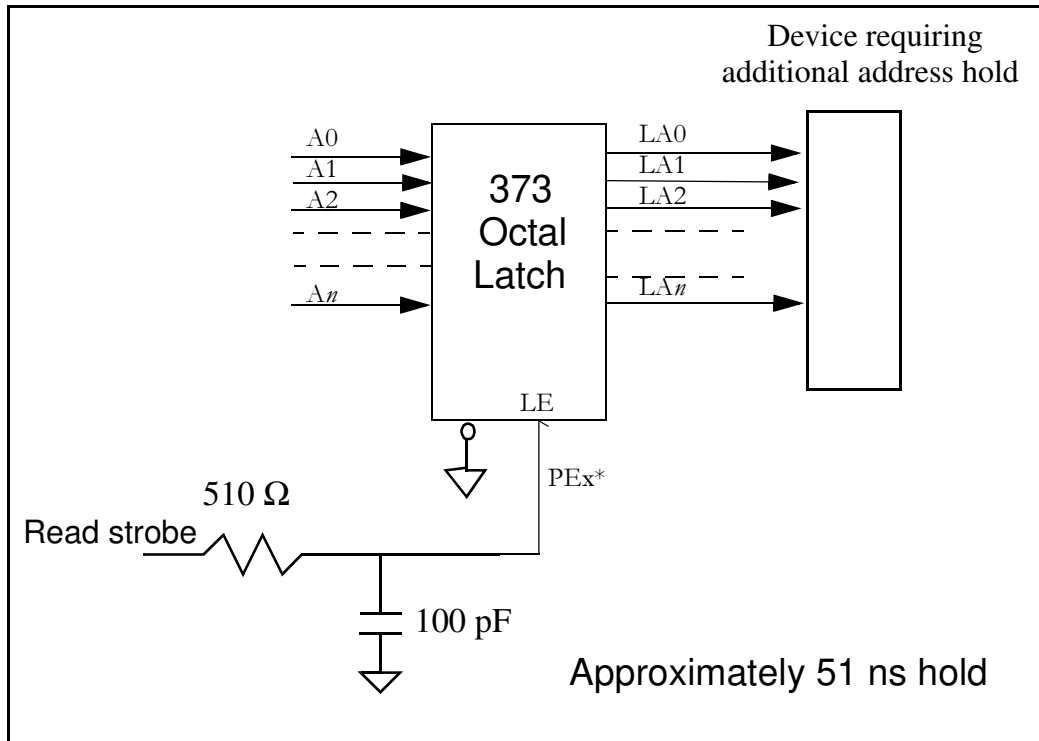 Device requiring
additional address hold
A0
A1
A2
An
373
Octal
Latch
LE
LA0
LA1
LA2
LAn
PEx*
510 Ω
Read strobe
100 pF
Approximately 51 ns hold